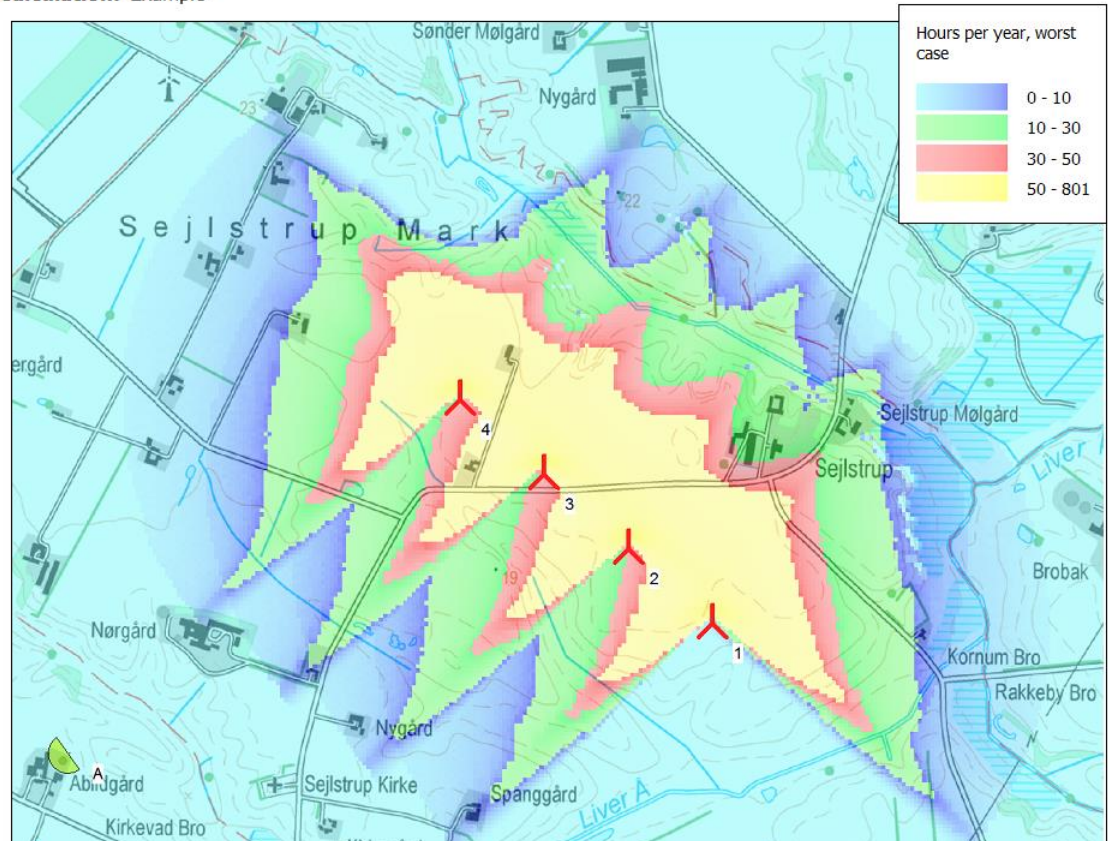 Example
Hours per year, worst
case
0 - 10
10 - 30
30 - 50
50 - 801
Sønder Mølgård
Nygård
23
22
Sejlstrup Mark
ergård
4
3
2
1
19
Sejlstrup Mølgård
Sejlstrup
Liver
Brobak
Nørgård
Kornum Bro
Rakkeby Bro
Nygård
A
Abildgård
Sejlstrup Kirke
Spånggård
Liver Å
Kirkevad Bro